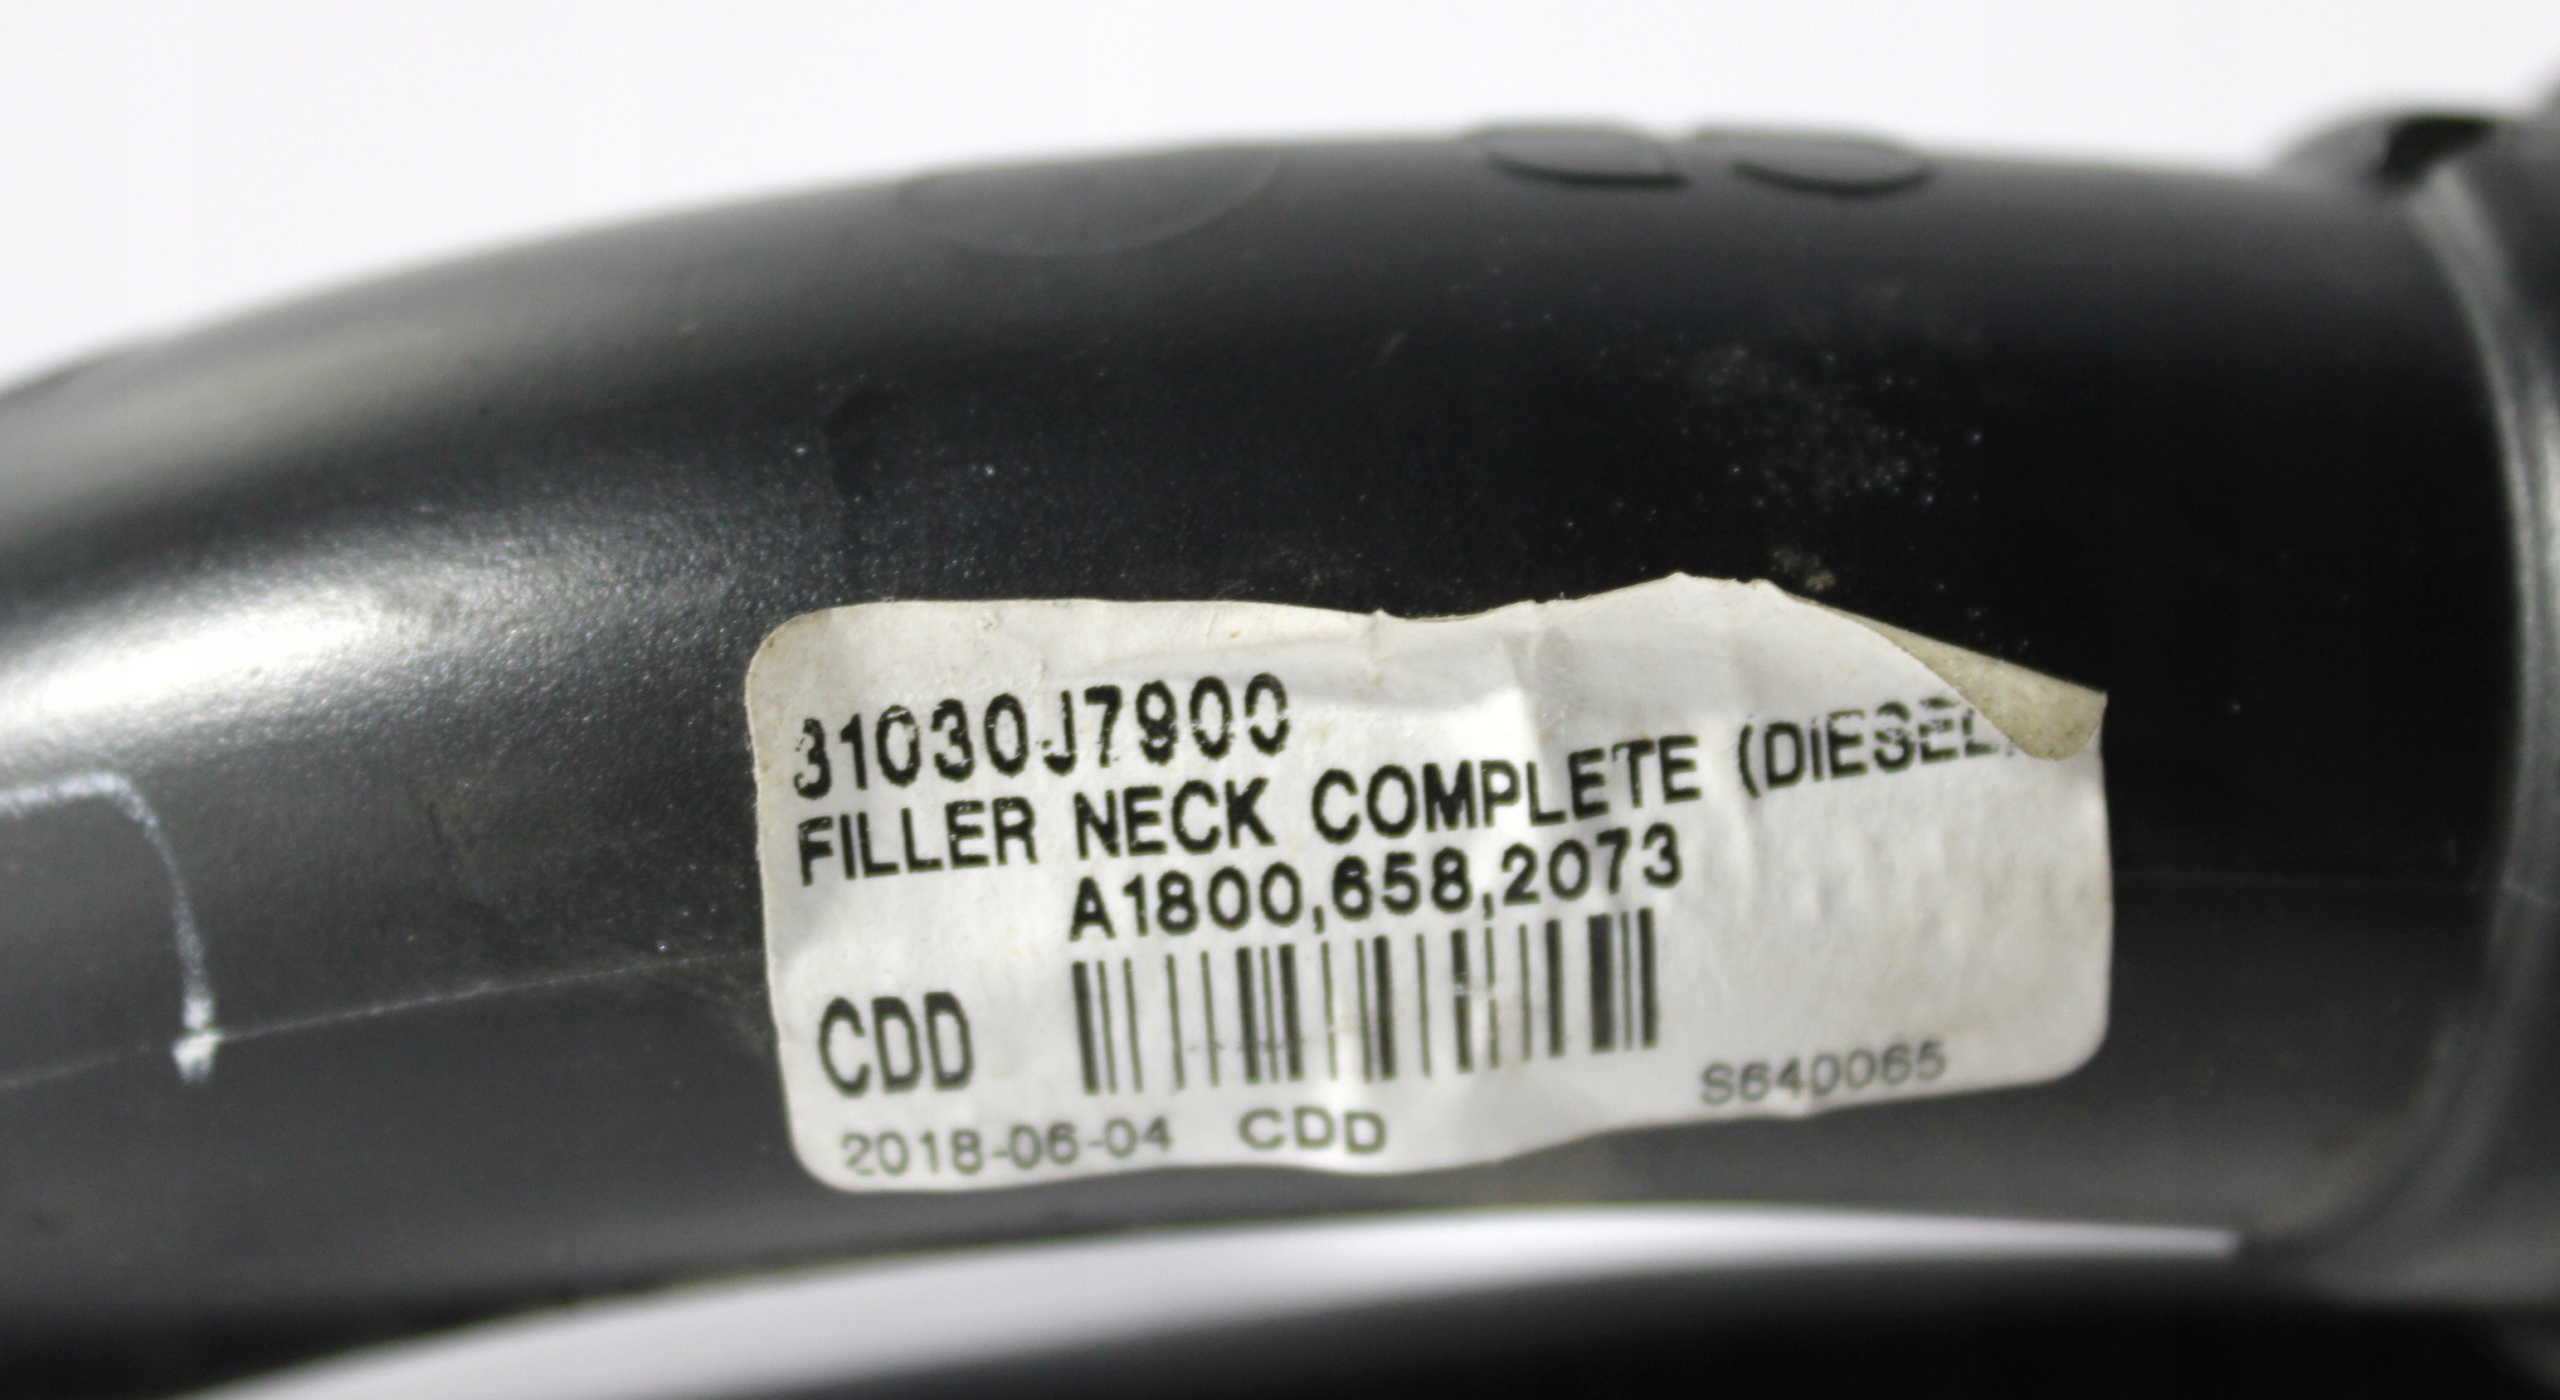 31030J7900
FILLER NECK COMPLETE (DIESEL
A1800,658,2073
CDD
2018-06-04 CDD S640065